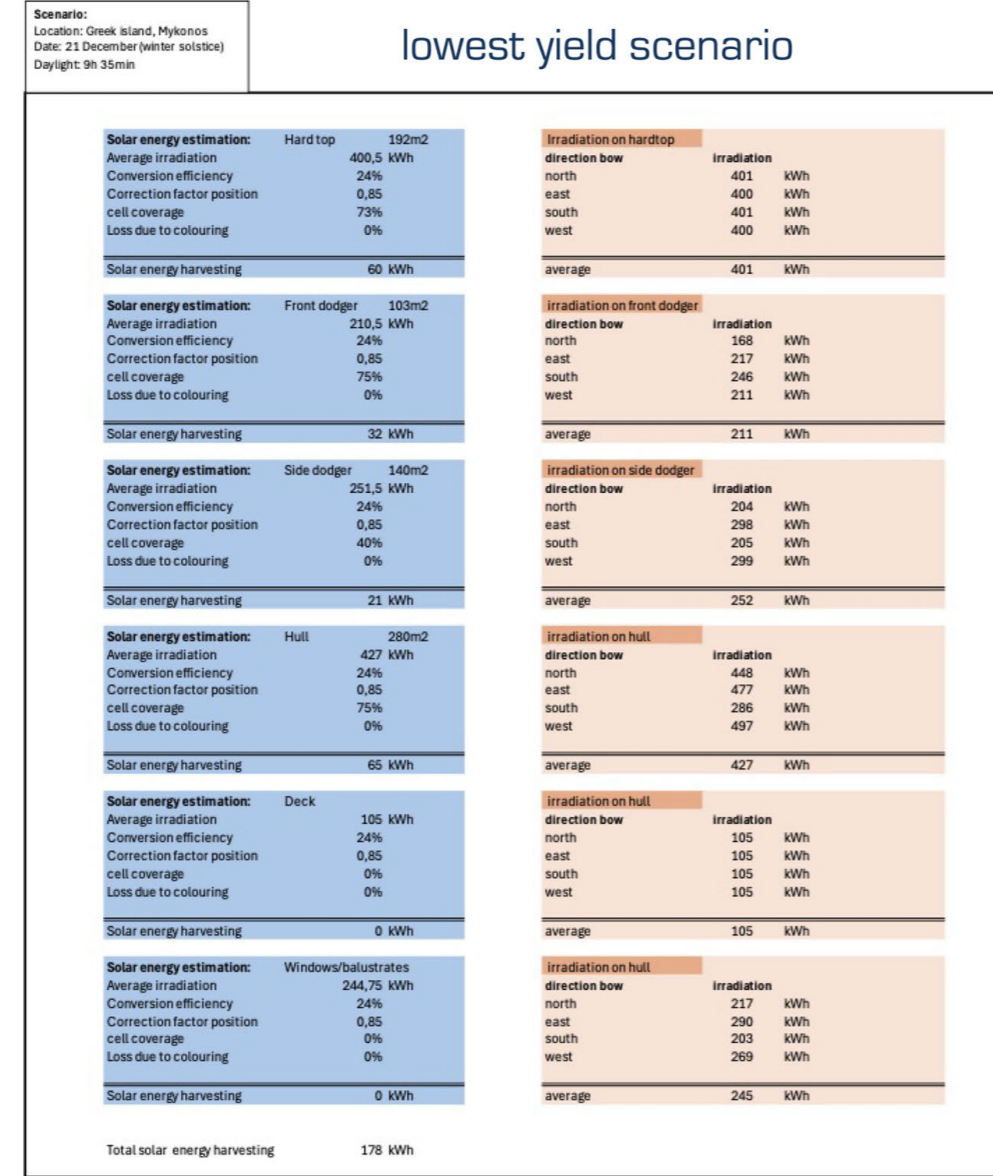 Scenario:
Location: Greek island, Mykonos
Date: 21 December (winter solstice)
Daylight: 9h 35min
lowest yield scenario
Solar energy estimation: Hard top 192m2
Average irradiation 400,5 kWh
Conversion efficiency 24%
Correction factor position 0,85
cell coverage 73%
Loss due to colouring 0%
Solar energy harvesting 60 kWh
Irradiation on hardtop
direction bow irradiation
north 401 kWh
east 400 kWh
south 401 kWh
west 400 kWh
average 401 kWh
Solar energy estimation: Front dodger 103m2
Average irradiation 210,5 kWh
Conversion efficiency 24%
Correction factor position 0,85
cell coverage 75%
Loss due to colouring 0%
Solar energy harvesting 32 kWh
irradiation on front dodger
direction bow irradiation
north 168 kWh
east 217 kWh
south 246 kWh
west 211 kWh
average 211 kWh
Solar energy estimation: Side dodger 140m2
Average irradiation 251,5 kWh
Conversion efficiency 24%
Correction factor position 0,85
cell coverage 40%
Loss due to colouring 0%
Solar energy harvesting 21 kWh
irradiation on side dodger
direction bow irradiation
north 204 kWh
east 298 kWh
south 205 kWh
west 299 kWh
average 252 kWh
Solar energy estimation: Hull 280m2
Average irradiation 427 kWh
Conversion efficiency 24%
Correction factor position 0,85
cell coverage 75%
Loss due to colouring 0%
Solar energy harvesting 65 kWh
irradiation on hull
direction bow irradiation
north 448 kWh
east 477 kWh
south 286 kWh
west 497 kWh
average 427 kWh
Solar energy estimation: Deck
Average irradiation 105 kWh
Conversion efficiency 24%
Correction factor position 0,85
cell coverage 0%
Loss due to colouring 0%
Solar energy harvesting 0 kWh
irradiation on hull
direction bow irradiation
north 105 kWh
east 105 kWh
south 105 kWh
west 105 kWh
average 105 kWh
Solar energy estimation: Windows/balustrates
Average irradiation 244,75 kWh
Conversion efficiency 24%
Correction factor position 0,85
cell coverage 0%
Loss due to colouring 0%
Solar energy harvesting 0 kWh
irradiation on hull
direction bow irradiation
north 217 kWh
east 290 kWh
south 203 kWh
west 269 kWh
average 245 kWh
Total solar energy harvesting 178 kWh